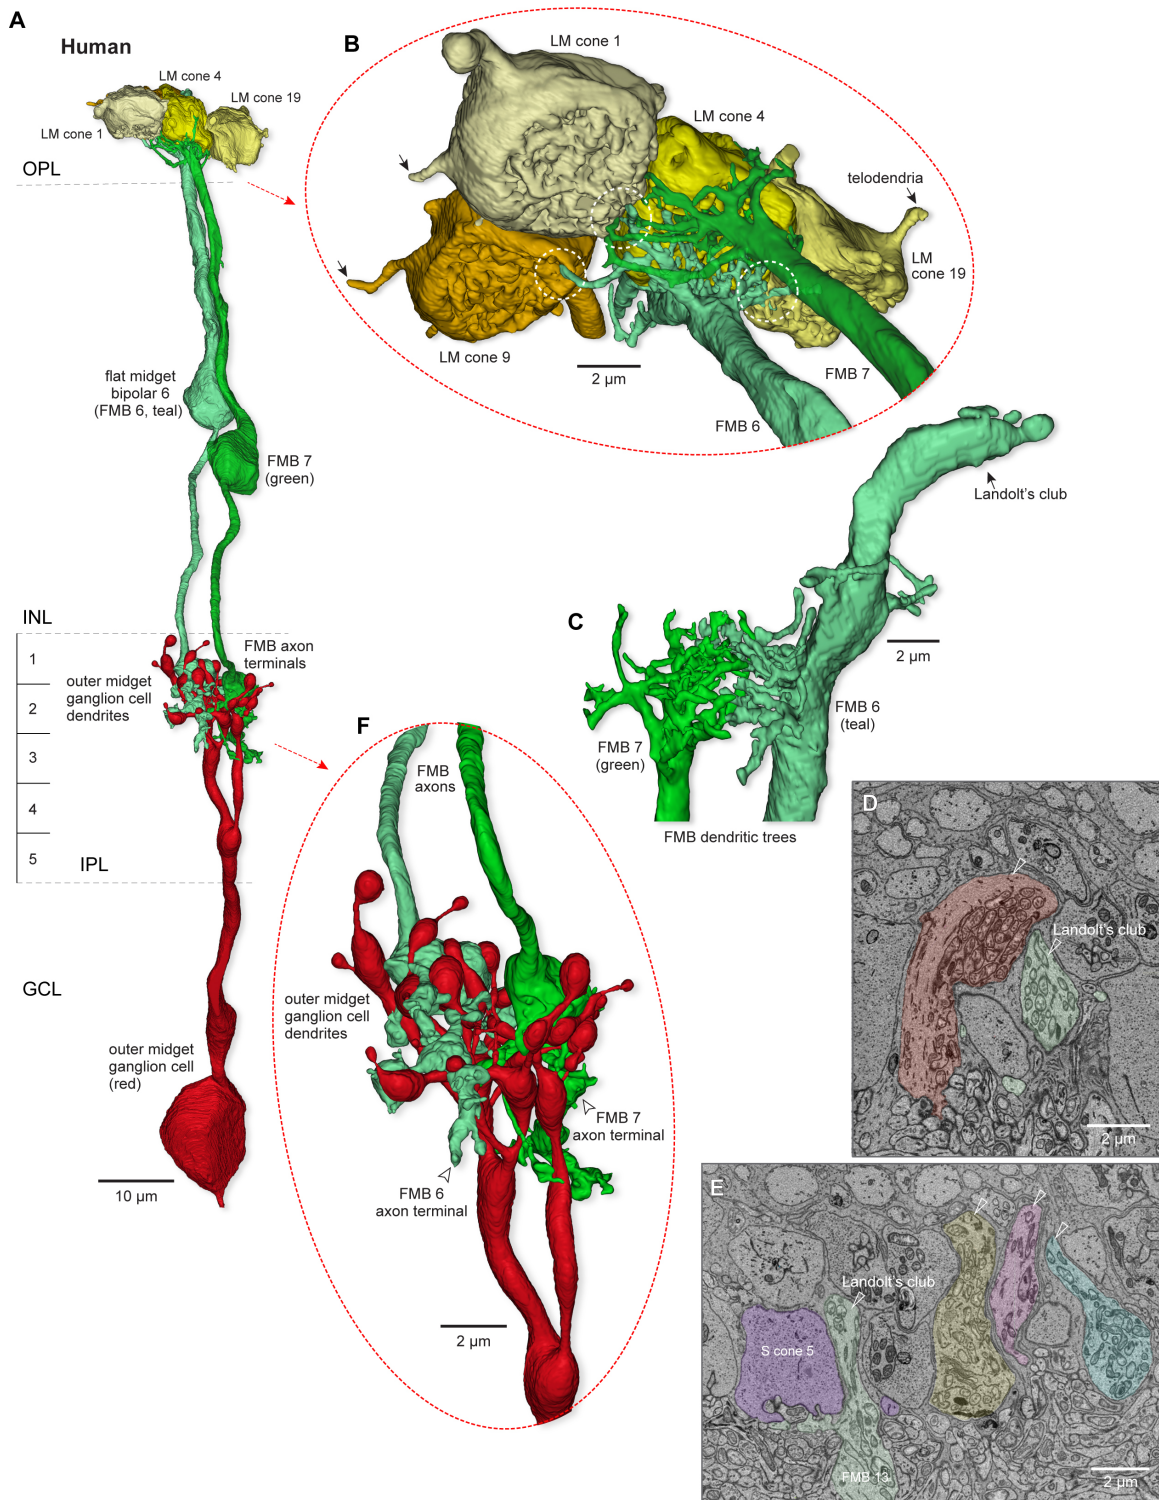 A
Human
LM cone 4
LM cone 19
LM cone 1
OPL
flat midget
bipolar 6
(FMB 6, teal)
FMB 7
(green)
INL
1
2
3
4
5
FMB axon
terminals
outer midget
ganglion cell
dendrites
IPL
GCL
outer midget
ganglion cell
(red)
10 µm
B
LM cone 1
LM cone 4
telodendria
LM
cone 19
LM cone 9
2 µm
FMB 7
FMB 6
C
Landolt's club
2 µm
FMB 6
(teal)
FMB 7
(green)
FMB dendritic trees
D
Landolt's club
2 µm
E
Landolt's club
S cone 5
FMB 13
2 µm
F
FMB
axons
outer midget
ganglion cell
dendrites
FMB 7
axon terminal
FMB 6
axon terminal
2 µm